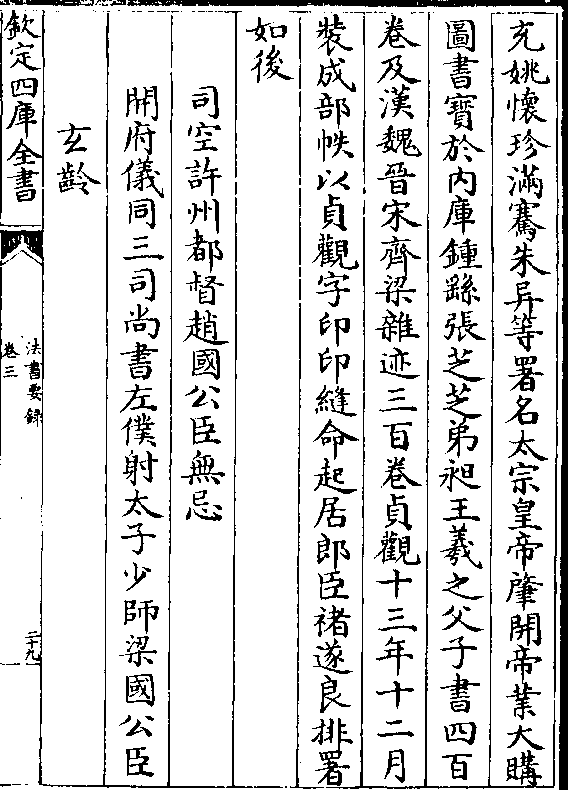 充姚懷珍滿騫朱异等署名太宗皇帝肇開帝業大購
圖書寶於内庫鍾繇張芝芝弟昶王羲之父子書四百
卷及漢魏晉宋齊梁雜迹三百卷貞觀十三年十二月
裝成部帙以貞觀字印印縫命起居郎臣禇遂良排署
如後
司空許州都督趙國公臣無忌
開府儀同三司尚書左僕射太子少師梁國公臣
玄齡
欽定四庫全書
法書要錄
卷三
二十九